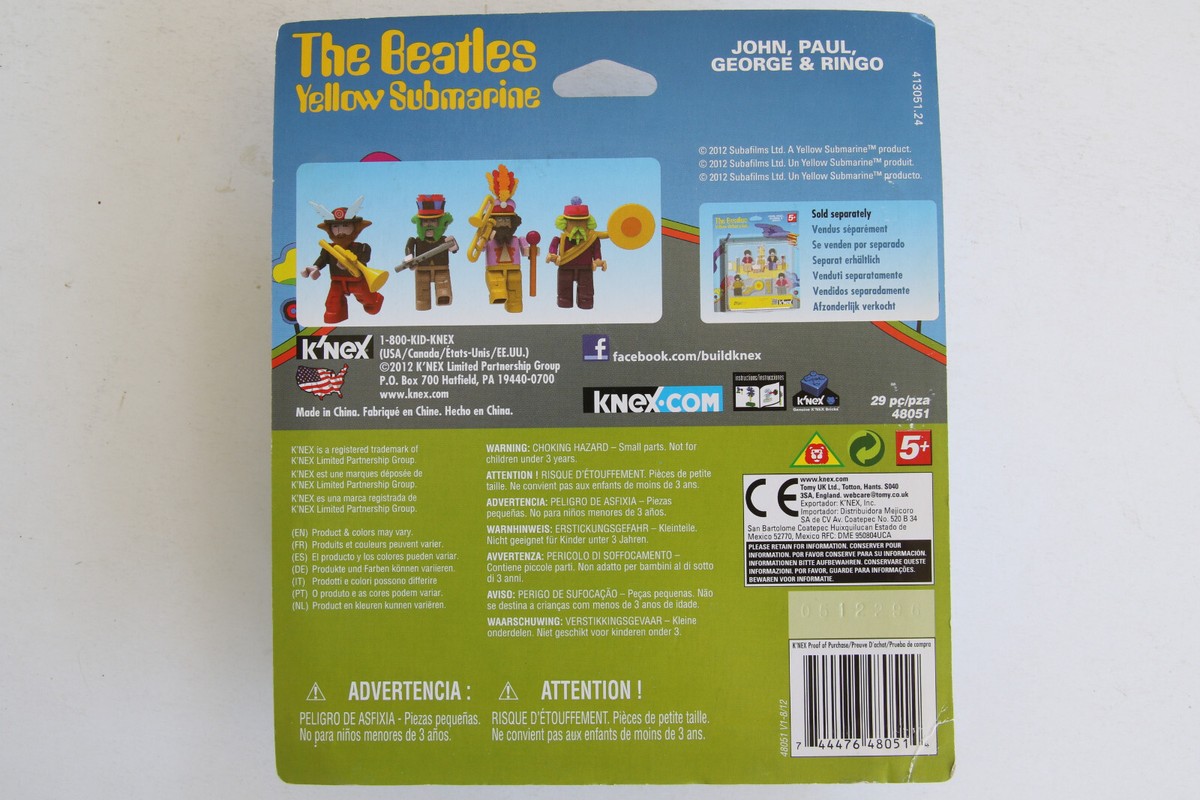 The Beatles
Yellow Submarine
JOHN, PAUL,
GEORGE & RINGO
413051.24
© 2012 Subafilms Ltd. A Yellow Submarine™ product.
© 2012 Subafilms Ltd. Un Yellow Submarine™ produit.
© 2012 Subafilms Ltd. Un Yellow Submarine™ producto.
The Beatles
5+
Sold separately
Vendus séparément
Se venden por separado
Separat erhältlich
Venduti separatamente
Vendidos separadamente
Afzonderlijk verkocht
K'NEX
1-800-KID-KNEX
(USA/Canada/États-Unis/EE.UU.)
©2012 K'NEX Limited Partnership Group
P.O. Box 700 Hatfield, PA 19440-0700
www.knex.com
Made in China. Fabriqué en Chine. Hecho en China.
facebook.com/buildknex
KNEX.COM
instructions/instrucciones
K'NEX
29 pc/pza
48051
K'NEX is a registered trademark of
K'NEX Limited Partnership Group.
K'NEX est une marques déposée de
K'NEX Limited Partnership Group.
K'NEX es una marca registrada de
K'NEX Limited Partnership Group.
(EN) Product & colors may vary.
(FR) Produits et couleurs peuvent varier.
(ES) El producto y los colores pueden variar.
(DE) Produkte und Farben können variieren.
(IT) Prodotti e colori possono differire
(PT) O produto e as cores podem variar.
(NL) Product en kleuren kunnen variëren.
WARNING: CHOKING HAZARD – Small parts. Not for
children under 3 years.
ATTENTION ! RISQUE D'ÉTOUFFEMENT. Pièces de petite
taille. Ne convient pas aux enfants de moins de 3 ans.
ADVERTENCIA: PELIGRO DE ASFIXIA – Piezas
pequeñas. No para niños menores de 3 años.
WARNHINWEIS: ERSTICKUNGSGEFAHR – Kleinteile.
Nicht geeignet für Kinder unter 3 Jahren.
AVVERTENZA: PERICOLO DI SOFFOCAMENTO –
Contiene piccole parti. Non adatto per bambini al di sotto
di 3 anni.
AVISO: PERIGO DE SUFOCAÇÃO – Peças pequenas. Não
se destina a crianças com menos de 3 anos de idade.
WAARSCHUWING: VERSTIKKINGSGEVAAR – Kleine
onderdelen. Niet geschikt voor kinderen onder 3.
5+
CE
www.knex.com
Tomy UK Ltd., Totton, Hants. SO40
3SA, England. webcare@tomy.co.uk
Exportador: K'NEX, Inc.
Importador: Distribuidora Mejicoro
SA de CV Av. Coatepec No. 520 B 34
San Bartolome Coatepec Huixquilucan Estado de
Mexico 52770, Mexico RFC: DME 950804UCA
PLEASE RETAIN FOR INFORMATION. CONSERVER POUR
INFORMATION. POR FAVOR CONSERVE PARA SU INFORMACIÓN.
INFORMATIONEN BITTE AUFBEWAHREN. CONSERVARE QUESTE
INFORMAZIONI. POR FAVOR, GUARDE PARA INFORMAÇÕES.
BEWAREN VOOR INFORMATIE.
K'NEX Proof of Purchase/Preuve D'achat/Prueba de compra
7 44476 48051 4
48051 V1-8/12
ADVERTENCIA :
PELIGRO DE ASFIXIA - Piezas pequeñas.
No para niños menores de 3 años.
ATTENTION !
RISQUE D'ÉTOUFFEMENT. Pièces de petite taille.
Ne convient pas aux enfants de moins de 3 ans.